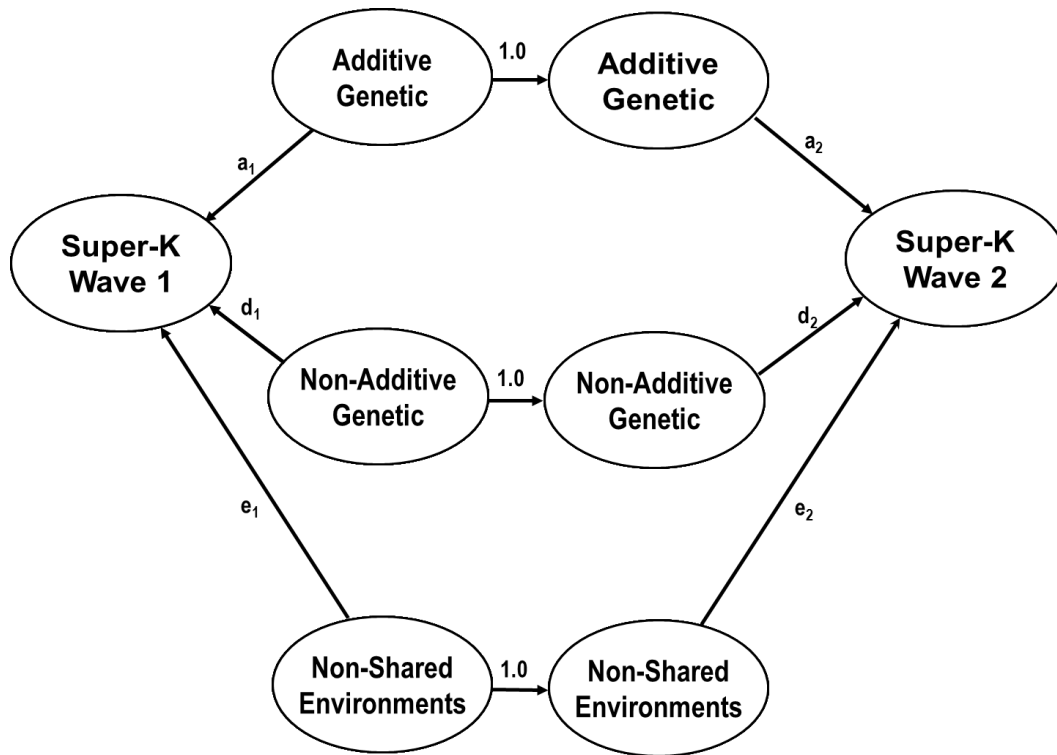 Additive
Genetic
1.0
Additive
Genetic
a₁
a₂
Super-K
Wave 1
Super-K
Wave 2
d₁
d₂
Non-Additive
Genetic
1.0
Non-Additive
Genetic
e₁
e₂
Non-Shared
Environments
1.0
Non-Shared
Environments